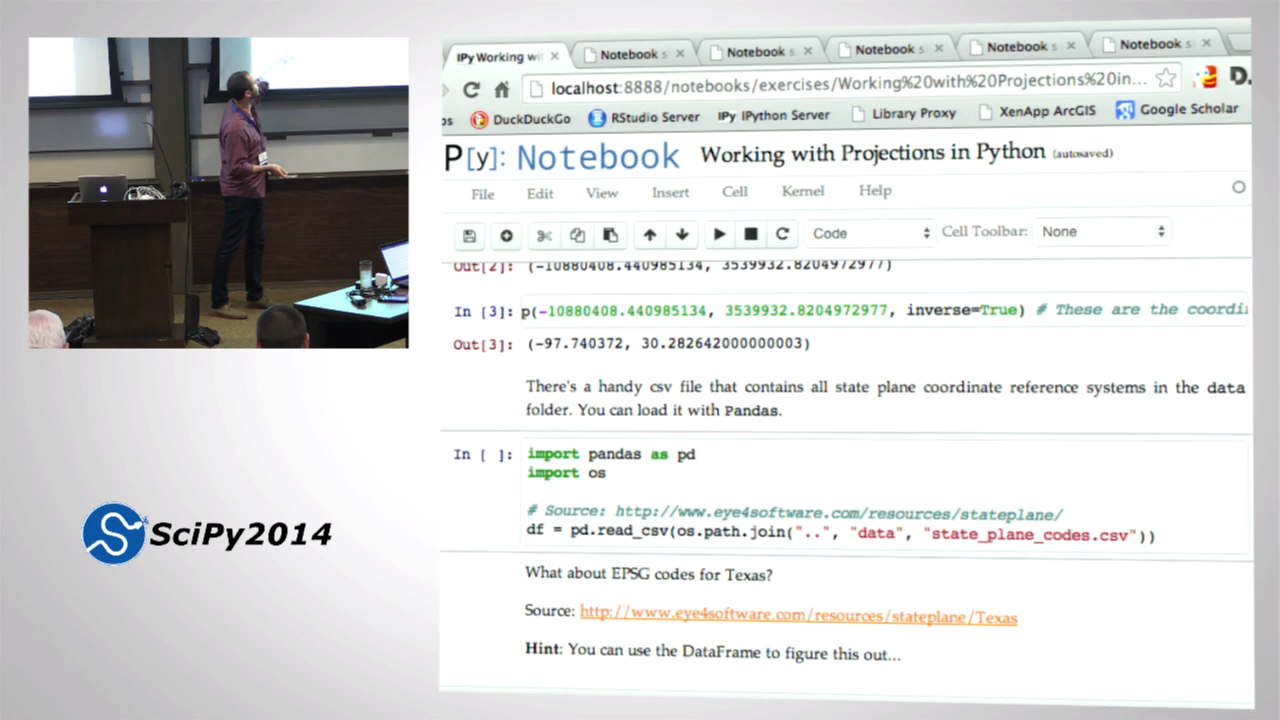 IPy Working wi
Notebook s
Notebook s
Notebook s
Notebook s
Notebook s
localhost:8888/notebooks/exercises/Working%20with%20Projections%20in...
D.
os
DuckDuckGo
RStudio Server
IPy IPython Server
Library Proxy
XenApp ArcGIS
Google Scholar
IP[y]: Notebook
Working with Projections in Python (autosaved)
File Edit View Insert Cell Kernel Help
Code
Cell Toolbar: None
Out[2]: (-10880408.440985134, 3539932.8204972977)
In [3]: p(-10880408.440985134, 3539932.8204972977, inverse=True) # These are the coordi
Out[3]: (-97.740372, 30.282642000000003)
There's a handy csv file that contains all state plane coordinate reference systems in the data
folder. You can load it with Pandas.
In [ ]: import pandas as pd
import os
# Source: http://www.eye4software.com/resources/stateplane/
df = pd.read_csv(os.path.join("..", "data", "state_plane_codes.csv"))
What about EPSG codes for Texas?
Source: http://www.eye4software.com/resources/stateplane/Texas
Hint: You can use the DataFrame to figure this out...
SciPy2014